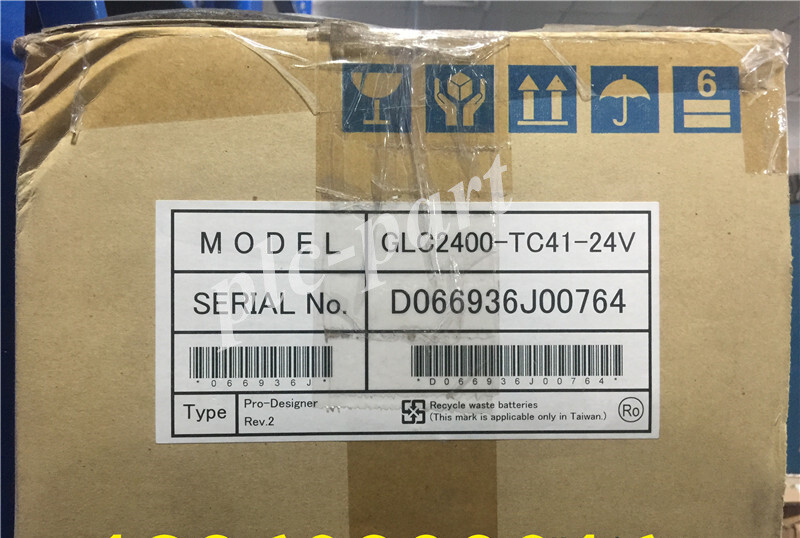 6
MODEL GLC2400-TC41-24V
SERIAL No. D066936J00764
*066936J* *D066936J00764*
Type Pro-Designer Rev.2
Recycle waste batteries
(This mark is applicable only in Taiwan.)
Ro
plc-part